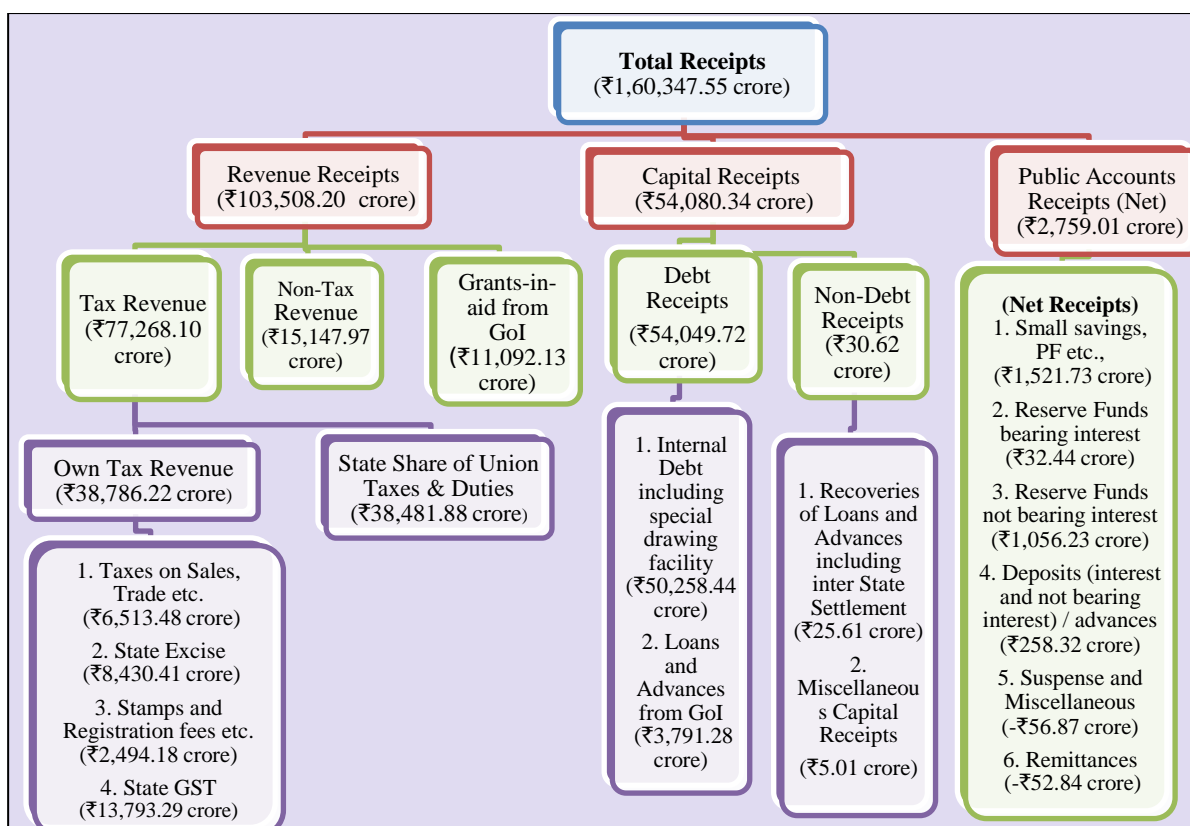 Total Receipts
(₹1,60,347.55 crore)
Revenue Receipts
(₹103,508.20 crore)
Capital Receipts
(₹54,080.34 crore)
Public Accounts
Receipts (Net)
(₹2,759.01 crore)
Tax Revenue
(₹77,268.10
crore)
Non-Tax
Revenue
(₹15,147.97
crore)
Grants-in-
aid from
GoI
(₹11,092.13
crore)
Debt
Receipts
(₹54,049.72
crore)
Non-Debt
Receipts
(₹30.62
crore)
(Net Receipts)
1. Small savings,
PF etc.,
(₹1,521.73 crore)
2. Reserve Funds
bearing interest
(₹32.44 crore)
3. Reserve Funds
not bearing interest
(₹1,056.23 crore)
4. Deposits (interest
and not bearing
interest) / advances
(₹258.32 crore)
5. Suspense and
Miscellaneous
(-₹56.87 crore)
6. Remittances
(-₹52.84 crore)
Own Tax Revenue
(₹38,786.22 crore)
State Share of Union
Taxes & Duties
(₹38,481.88 crore)
1. Taxes on Sales,
Trade etc.
(₹6,513.48 crore)
2. State Excise
(₹8,430.41 crore)
3. Stamps and
Registration fees etc.
(₹2,494.18 crore)
4. State GST
(₹13,793.29 crore)
1. Internal
Debt
including
special
drawing
facility
(₹50,258.44
crore)
2. Loans
and
Advances
from GoI
(₹3,791.28
crore)
1. Recoveries
of Loans and
Advances
including
inter State
Settlement
(₹25.61 crore)
2.
Miscellaneou
s Capital
Receipts
(₹5.01 crore)